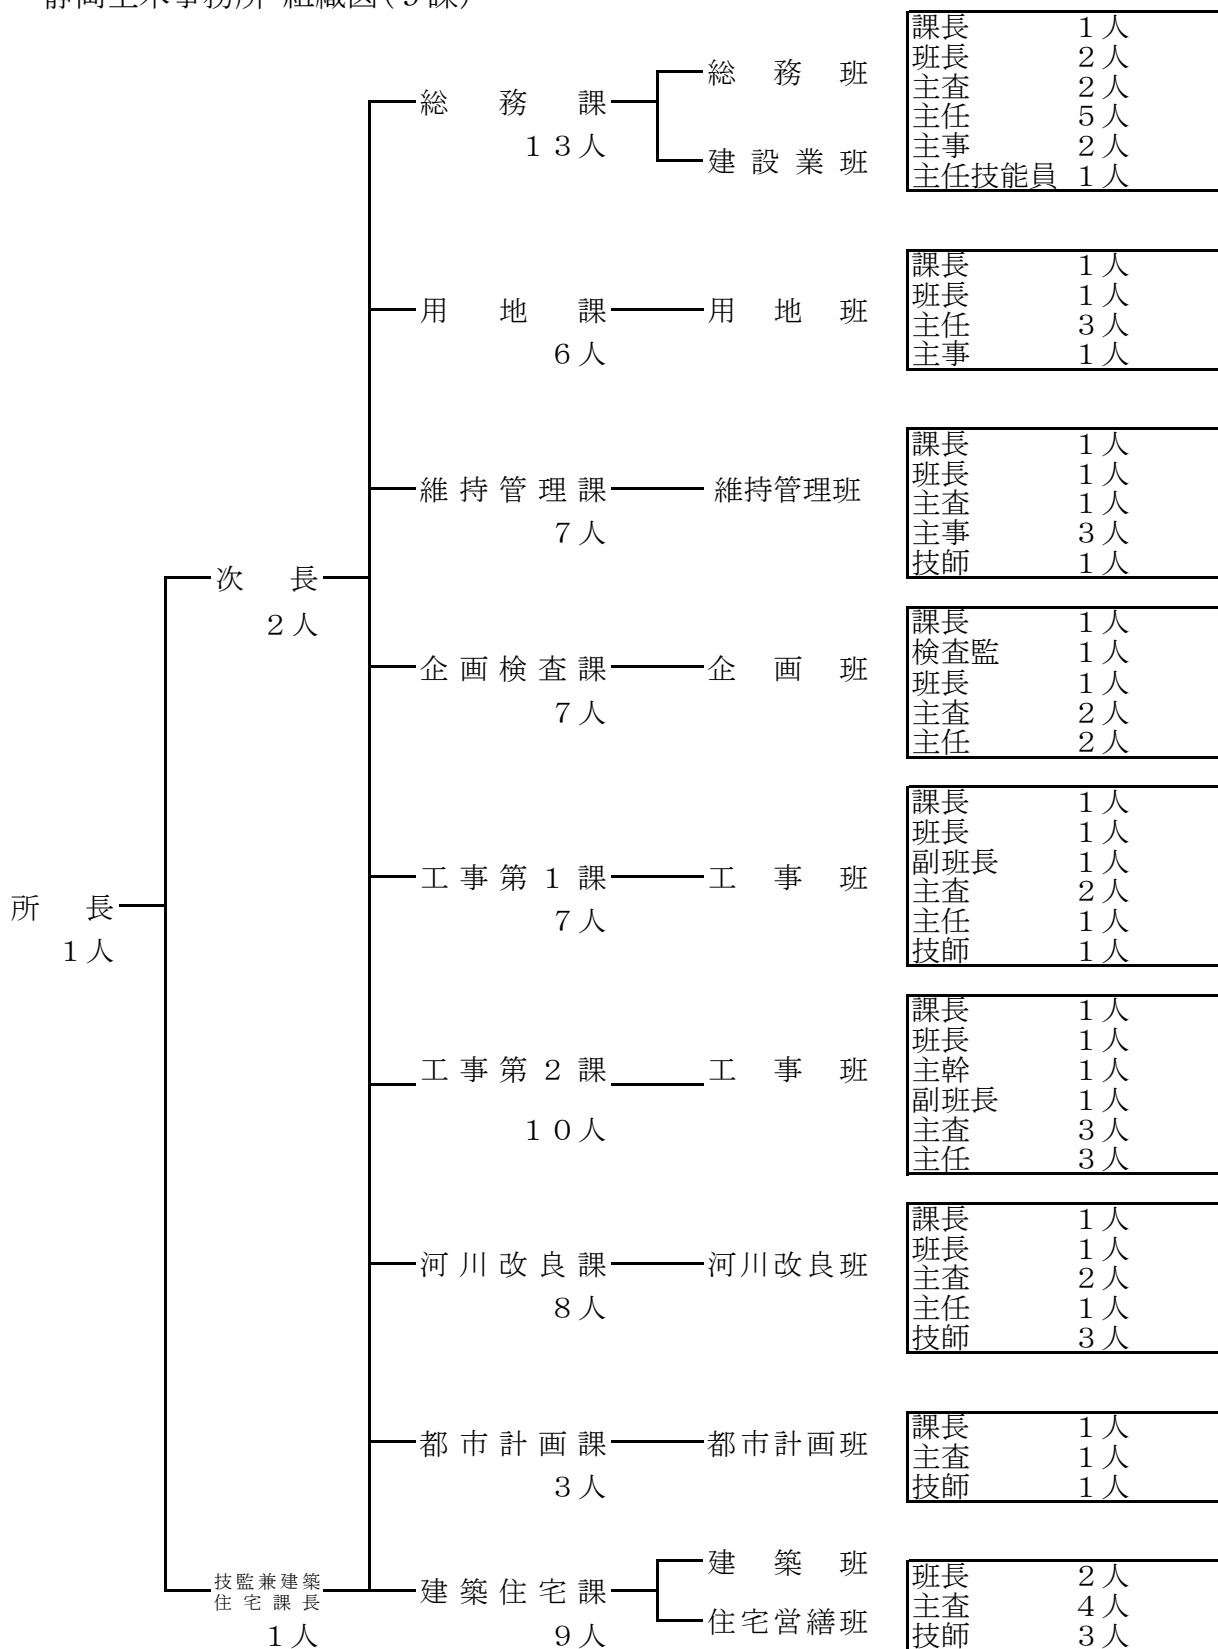 静岡土木事務所 組織図(9課)
課長 1人
班長 2人
主査 2人
主任 5人
主事 2人
主任技能員 1人
総務課
13人
総務班
建設業班
課長 1人
班長 1人
主任 3人
主事 1人
用地課
6人
用地班
課長 1人
班長 1人
主査 1人
主事 3人
技師 1人
維持管理課
7人
維持管理班
次長
2人
課長 1人
検査監 1人
班長 1人
主査 2人
主任 2人
企画検査課
7人
企画班
課長 1人
班長 1人
副班長 1人
主査 2人
主任 1人
技師 1人
工事第1課
7人
工事班
所長
1人
課長 1人
班長 1人
主幹 1人
副班長 1人
主査 3人
主任 3人
工事第2課
10人
工事班
課長 1人
班長 1人
主査 2人
主任 1人
技師 3人
河川改良課
8人
河川改良班
課長 1人
主査 1人
技師 1人
都市計画課
3人
都市計画班
技監兼建築
住宅課長
1人
建築住宅課
9人
建築班
住宅営繕班
班長 2人
主査 4人
技師 3人